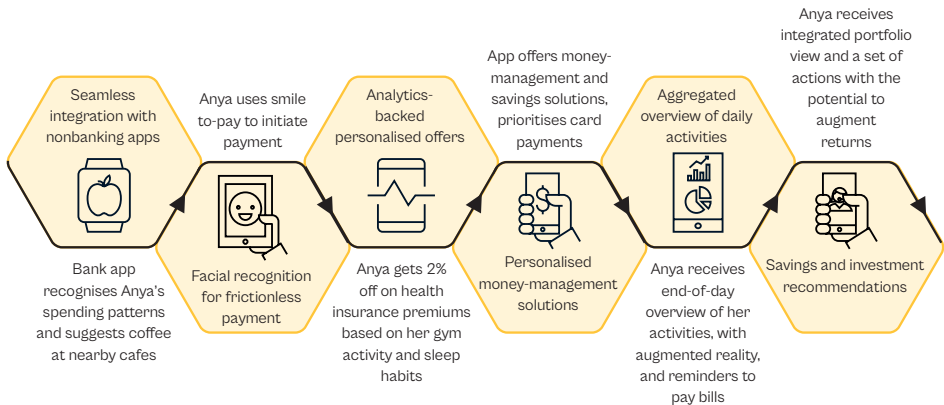 Seamless
integration with
nonbanking apps
Bank app
recognises Anya's
spending patterns
and suggests coffee
at nearby cafes
Anya uses smile
to-pay to initiate
payment
Facial recognition
for frictionless
payment
Analytics-
backed
personalised offers
Anya gets 2%
off on health
insurance premiums
based on her gym
activity and sleep
habits
App offers money-
management and
savings solutions,
prioritises card
payments
$
Personalised
money-management
solutions
Aggregated
overview of daily
activities
Anya receives
end-of-day
overview of her
activities, with
augmented reality,
and reminders to
pay bills
Anya receives
integrated portfolio
view and a set of
actions with the
potential to
augment
returns
Savings and investment
recommendations